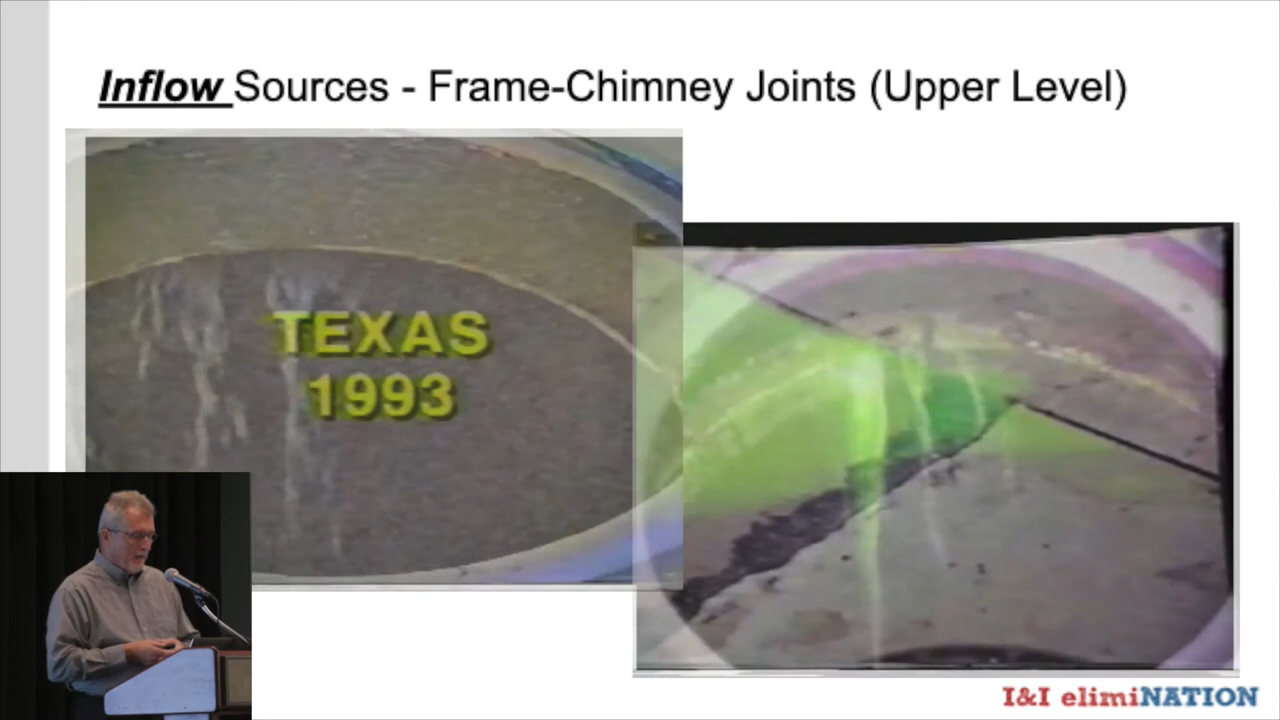 Inflow Sources - Frame-Chimney Joints (Upper Level)
TEXAS
1993
I&I elimiNATION